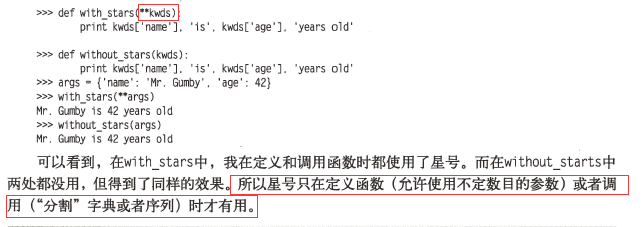 >>> def with_stars(**kwds):
        print kwds['name'], 'is', kwds['age'], 'years old'
>>> def without_stars(kwds):
        print kwds['name'], 'is', kwds['age'], 'years old'
>>> args = {'name': 'Mr. Gumby', 'age': 42}
>>> with_stars(**args)
Mr. Gumby is 42 years old
>>> without_stars(args)
Mr. Gumby is 42 years old
可以看到，在with_stars中，我在定义和调用函数时都使用了星号。而在without_starts中
两处都没用，但得到了同样的效果。所以星号只在定义函数（允许使用不定数目的参数）或者调
用（“分割”字典或者序列）时才有用。